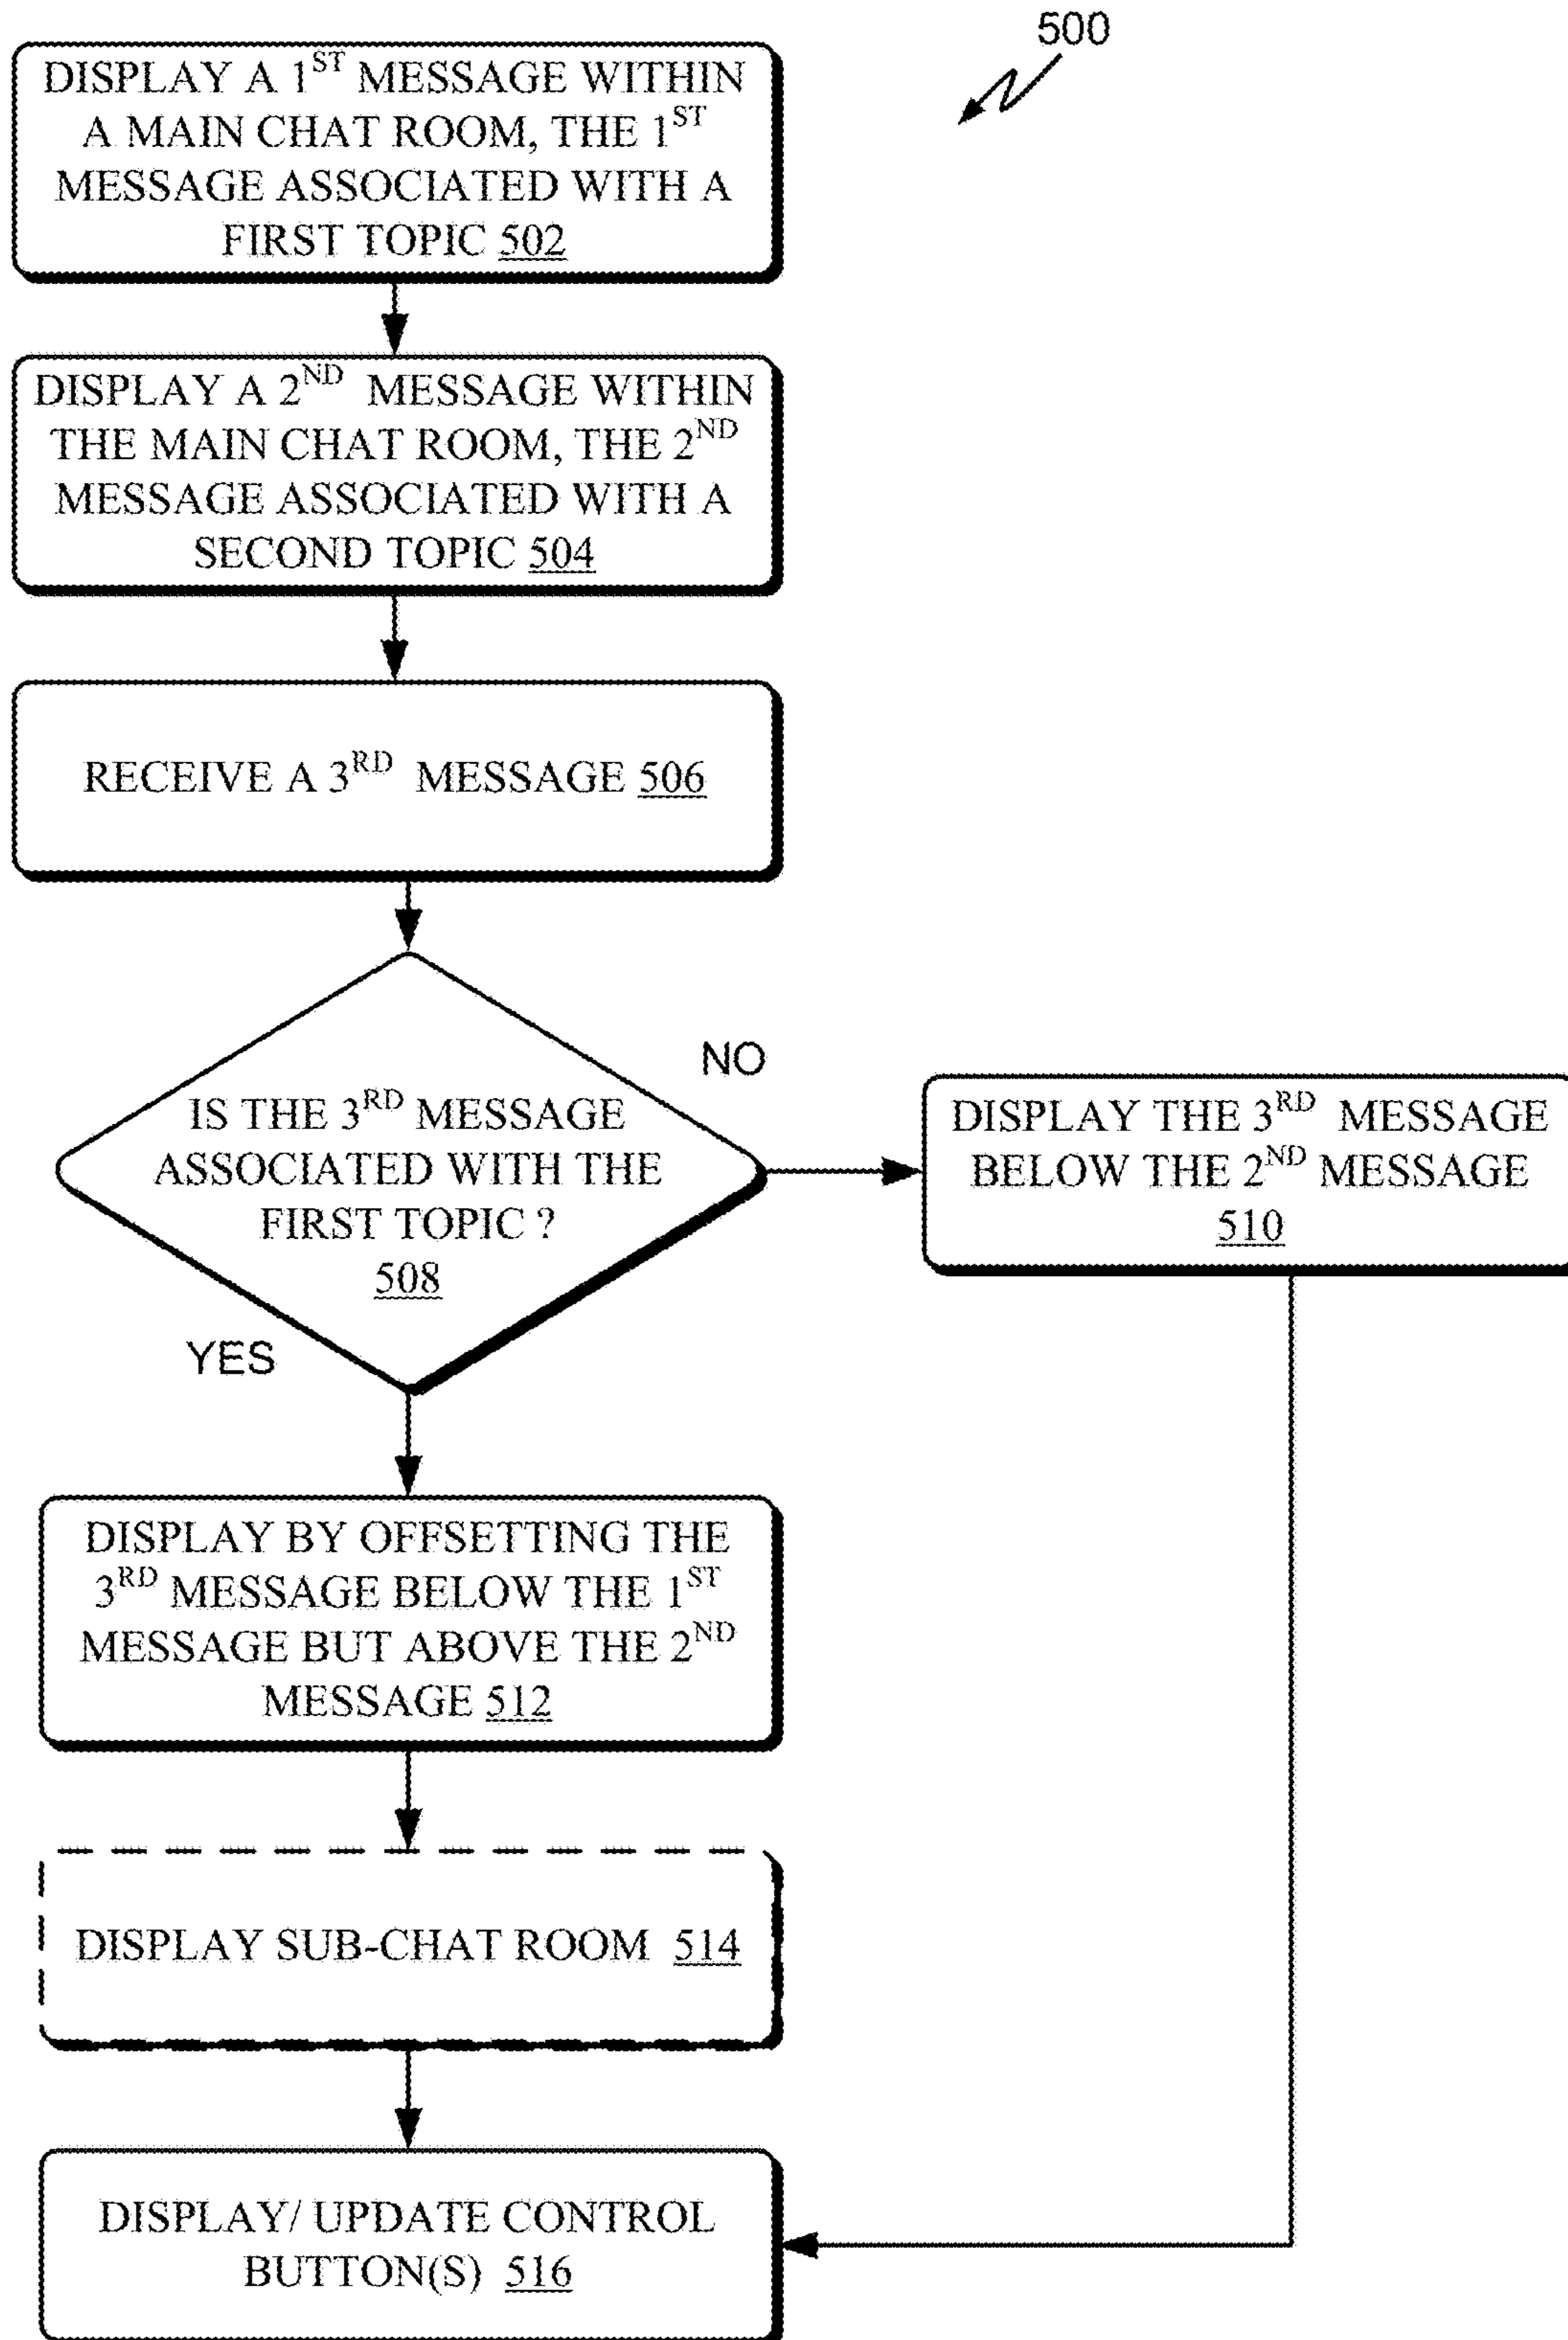 500
DISPLAY A 1ST MESSAGE WITHIN
A MAIN CHAT ROOM, THE 1ST
MESSAGE ASSOCIATED WITH A
FIRST TOPIC 502
DISPLAY A 2ND MESSAGE WITHIN
THE MAIN CHAT ROOM, THE 2ND
MESSAGE ASSOCIATED WITH A
SECOND TOPIC 504
RECEIVE A 3RD MESSAGE 506
IS THE 3RD MESSAGE
ASSOCIATED WITH THE
FIRST TOPIC ?
508
NO
DISPLAY THE 3RD MESSAGE
BELOW THE 2ND MESSAGE
510
YES
DISPLAY BY OFFSETTING THE
3RD MESSAGE BELOW THE 1ST
MESSAGE BUT ABOVE THE 2ND
MESSAGE 512
DISPLAY SUB-CHAT ROOM 514
DISPLAY/ UPDATE CONTROL
BUTTON(S) 516